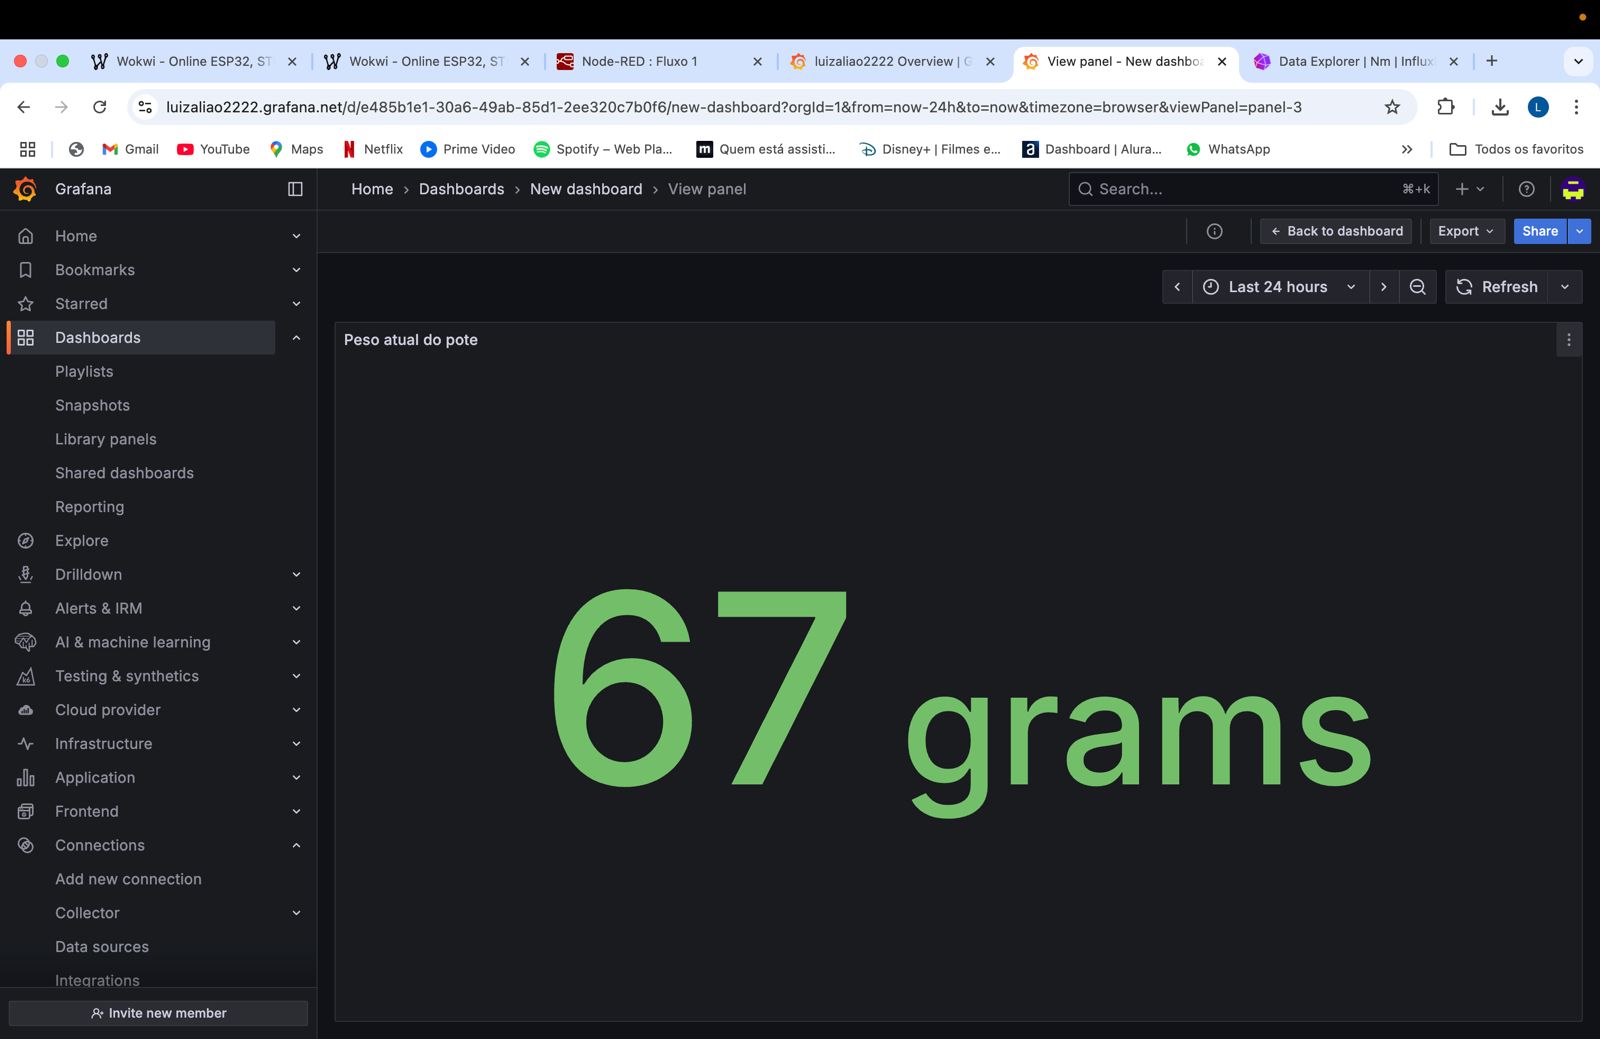 Wokwi - Online ESP32, ST
Wokwi - Online ESP32, ST
Node-RED : Fluxo 1
luizaliao2222 Overview | G
View panel - New dashboa
Data Explorer | Nm | Influx
luizaliao2222.grafana.net/d/e485b1e1-30a6-49ab-85d1-2ee320c7b0f6/new-dashboard?orgId=1&from=now-24h&to=now&timezone=browser&viewPanel=panel-3
L
Gmail
YouTube
Maps
Netflix
Prime Video
Spotify – Web Pla...
m
Quem está assisti...
Disney+ | Filmes e...
a
Dashboard | Alura...
WhatsApp
Todos os favoritos
Grafana
Home › Dashboards › New dashboard › View panel
Search...
⌘+k
Back to dashboard
Export
Share
Last 24 hours
Refresh
Home
Bookmarks
Starred
Dashboards
Playlists
Snapshots
Library panels
Shared dashboards
Reporting
Explore
Drilldown
Alerts & IRM
AI & machine learning
Testing & synthetics
Cloud provider
Infrastructure
Application
Frontend
Connections
Add new connection
Collector
Data sources
Integrations
Invite new member
Peso atual do pote
67 grams